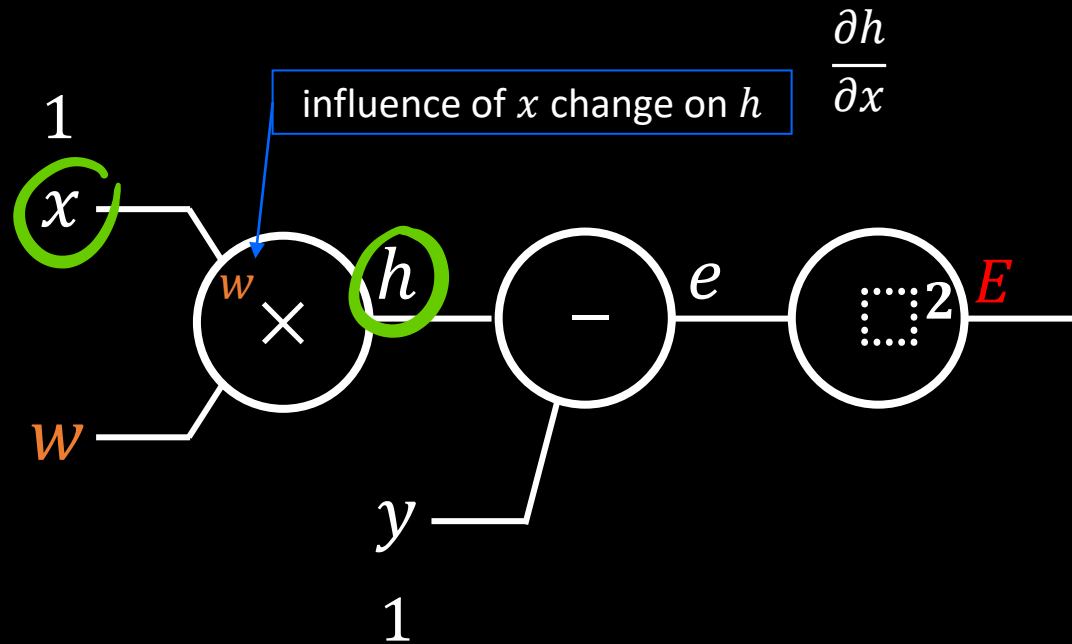 ∂h
∂x
influence of x change on h
1
x
w
×
h
−
e
2
E
w
y
1